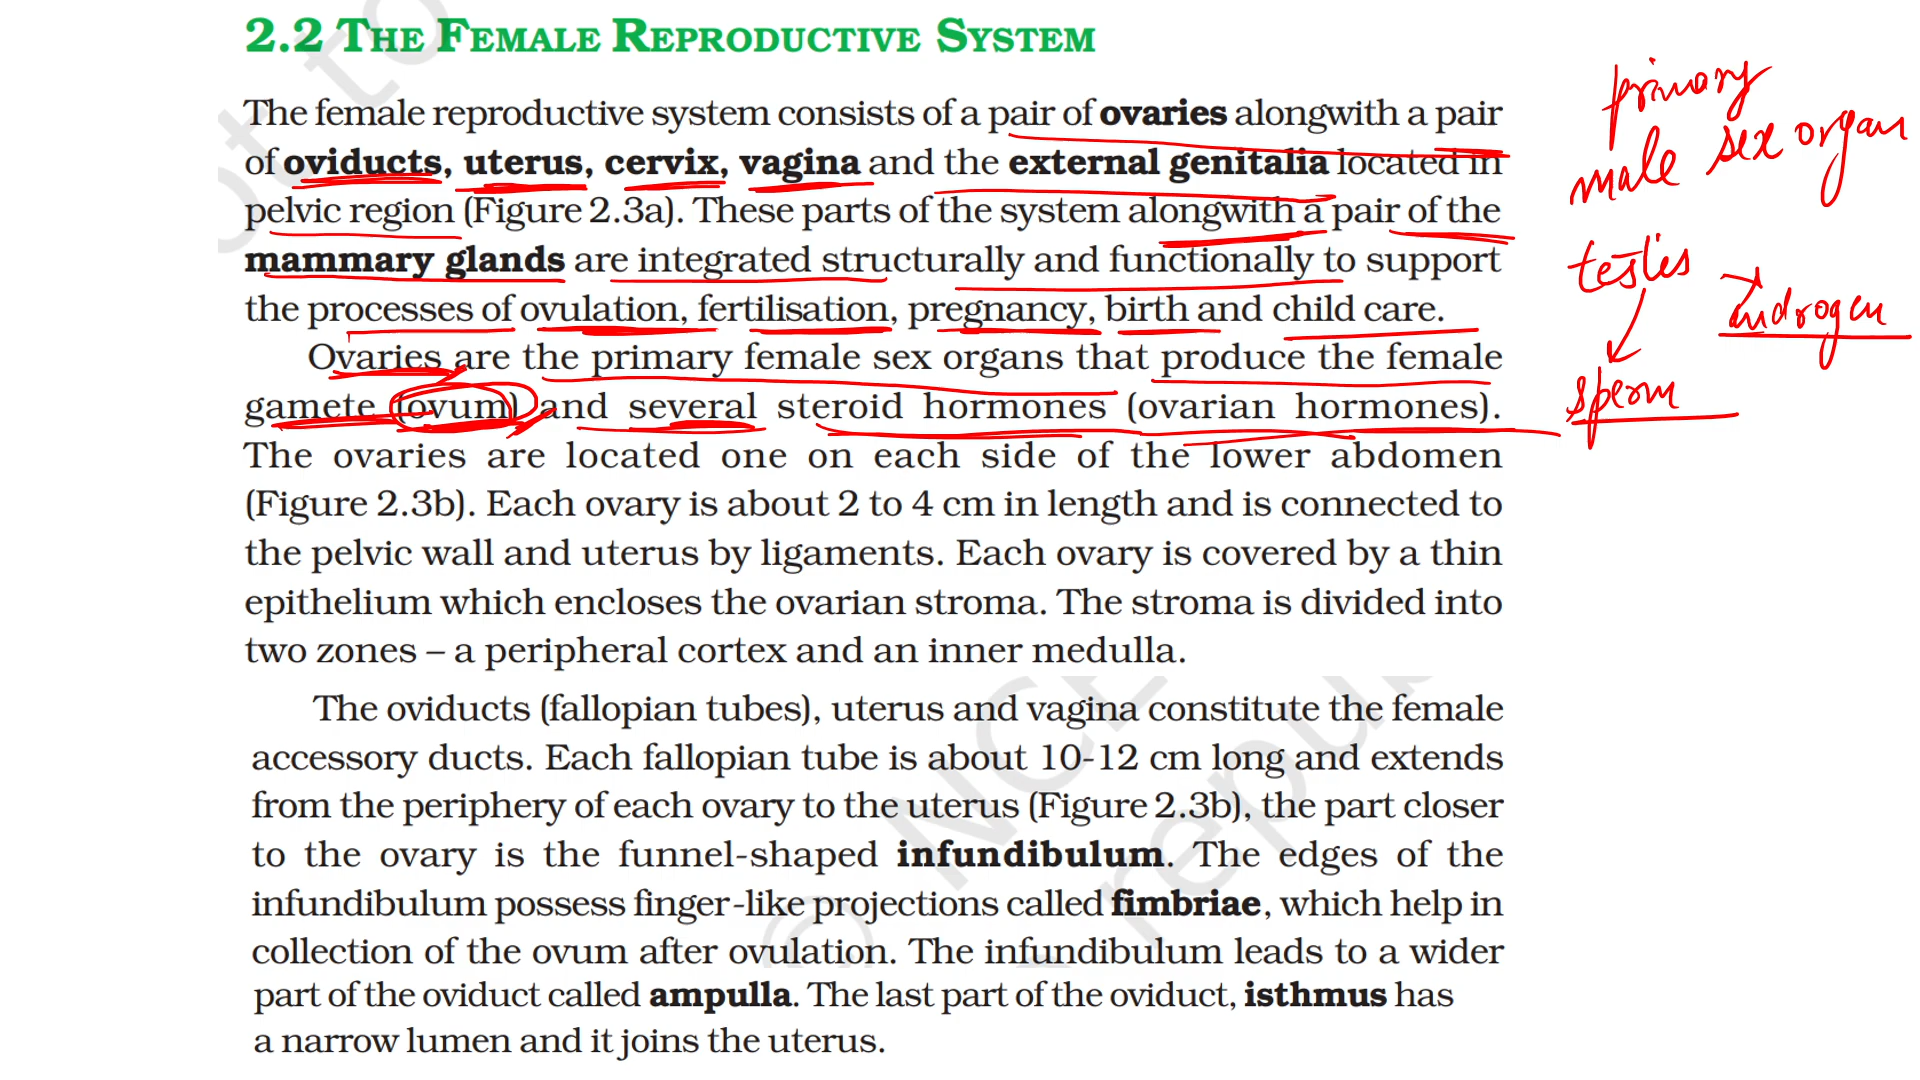 2.2 THE FEMALE REPRODUCTIVE SYSTEM
The female reproductive system consists of a pair of ovaries alongwith a pair
of oviducts, uterus, cervix, vagina and the external genitalia located in
pelvic region (Figure 2.3a). These parts of the system alongwith a pair of the
mammary glands are integrated structurally and functionally to support
the processes of ovulation, fertilisation, pregnancy, birth and child care.
Ovaries are the primary female sex organs that produce the female
gamete (ovum) and several steroid hormones (ovarian hormones).
The ovaries are located one on each side of the lower abdomen
(Figure 2.3b). Each ovary is about 2 to 4 cm in length and is connected to
the pelvic wall and uterus by ligaments. Each ovary is covered by a thin
epithelium which encloses the ovarian stroma. The stroma is divided into
two zones – a peripheral cortex and an inner medulla.
The oviducts (fallopian tubes), uterus and vagina constitute the female
accessory ducts. Each fallopian tube is about 10-12 cm long and extends
from the periphery of each ovary to the uterus (Figure 2.3b), the part closer
to the ovary is the funnel-shaped infundibulum. The edges of the
infundibulum possess finger-like projections called fimbriae, which help in
collection of the ovum after ovulation. The infundibulum leads to a wider
part of the oviduct called ampulla. The last part of the oviduct, isthmus has
a narrow lumen and it joins the uterus.
primary
male sex organ
testis
androgen
sperm